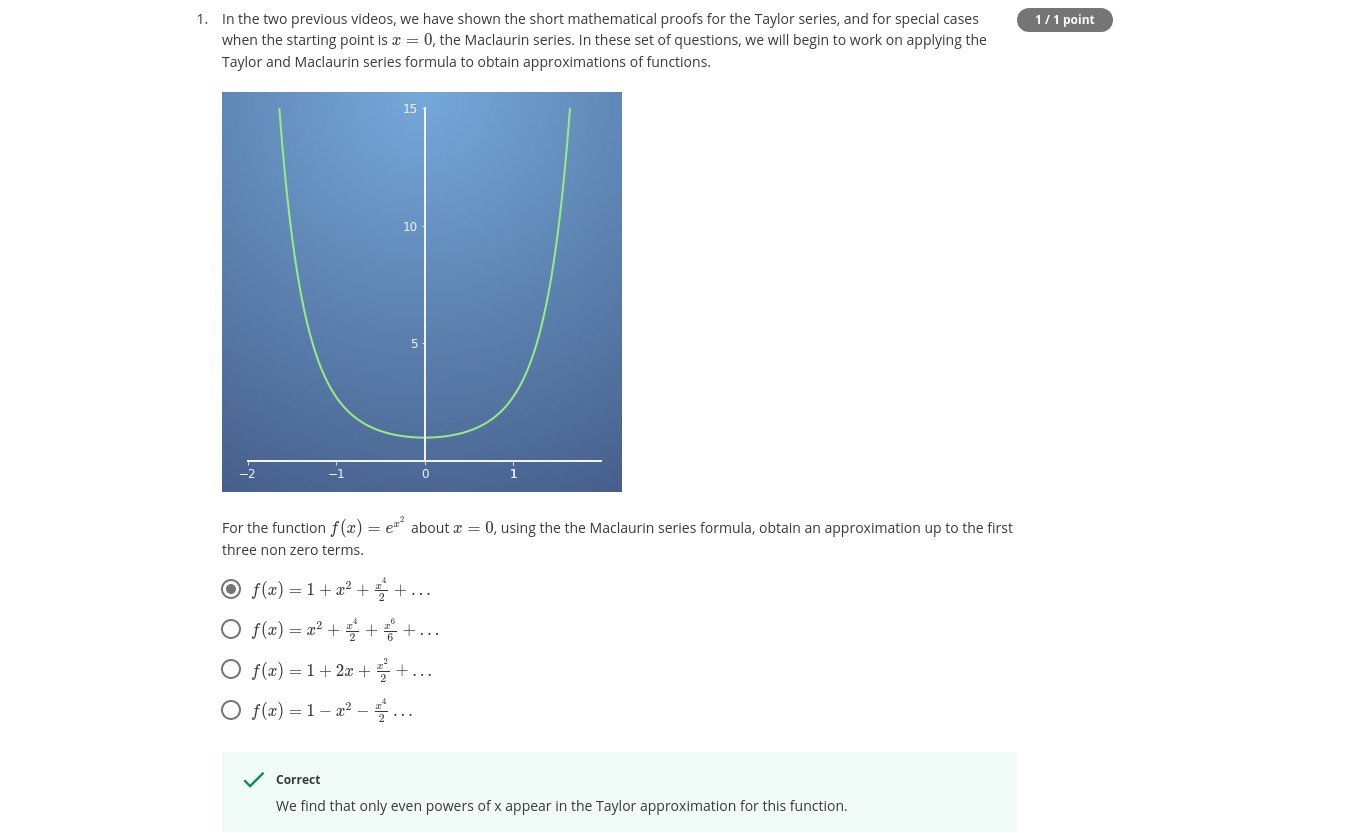 1. In the two previous videos, we have shown the short mathematical proofs for the Taylor series, and for special cases
when the starting point is x = 0, the Maclaurin series. In these set of questions, we will begin to work on applying the
Taylor and Maclaurin series formula to obtain approximations of functions.
1 / 1 point
15
10
5
−2 −1 0 1
For the function f(x) = e^{x^2} about x = 0, using the the Maclaurin series formula, obtain an approximation up to the first
three non zero terms.
f(x) = 1 + x^2 + \frac{x^4}{2} + ...
f(x) = x^2 + \frac{x^4}{2} + \frac{x^6}{6} + ...
f(x) = 1 + 2x + \frac{x^2}{2} + ...
f(x) = 1 − x^2 − \frac{x^4}{2} ...
Correct
We find that only even powers of x appear in the Taylor approximation for this function.